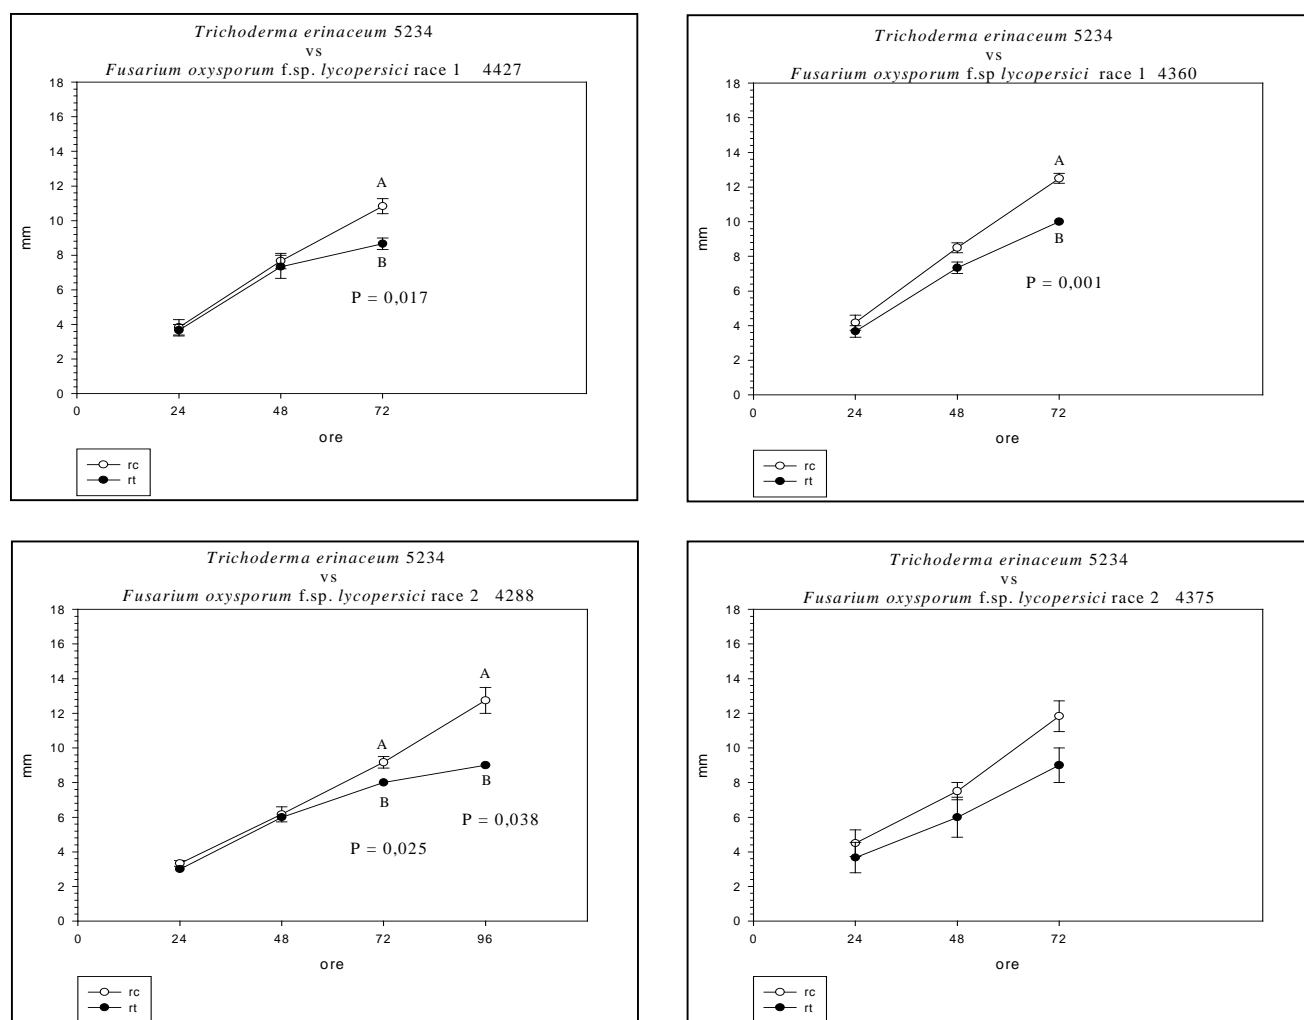 Trichoderma erinaceum 5234
vs
Fusarium oxysporum f.sp. lycopersici race 1 4427
18
16
14
12
10
8
6
4
2
0
mm
A
B
P = 0,017
0 24 48 72
ore
rc
rt
Trichoderma erinaceum 5234
vs
Fusarium oxysporum f.sp lycopersici race 1 4360
18
16
14
12
10
8
6
4
2
0
mm
A
B
P = 0,001
0 24 48 72
ore
rc
rt
Trichoderma erinaceum 5234
vs
Fusarium oxysporum f.sp. lycopersici race 2 4288
18
16
14
12
10
8
6
4
2
0
mm
A
A
B
B
P = 0,038
P = 0,025
0 24 48 72 96
ore
rc
rt
Trichoderma erinaceum 5234
vs
Fusarium oxysporum f.sp. lycopersici race 2 4375
18
16
14
12
10
8
6
4
2
0
mm
0 24 48 72
ore
rc
rt